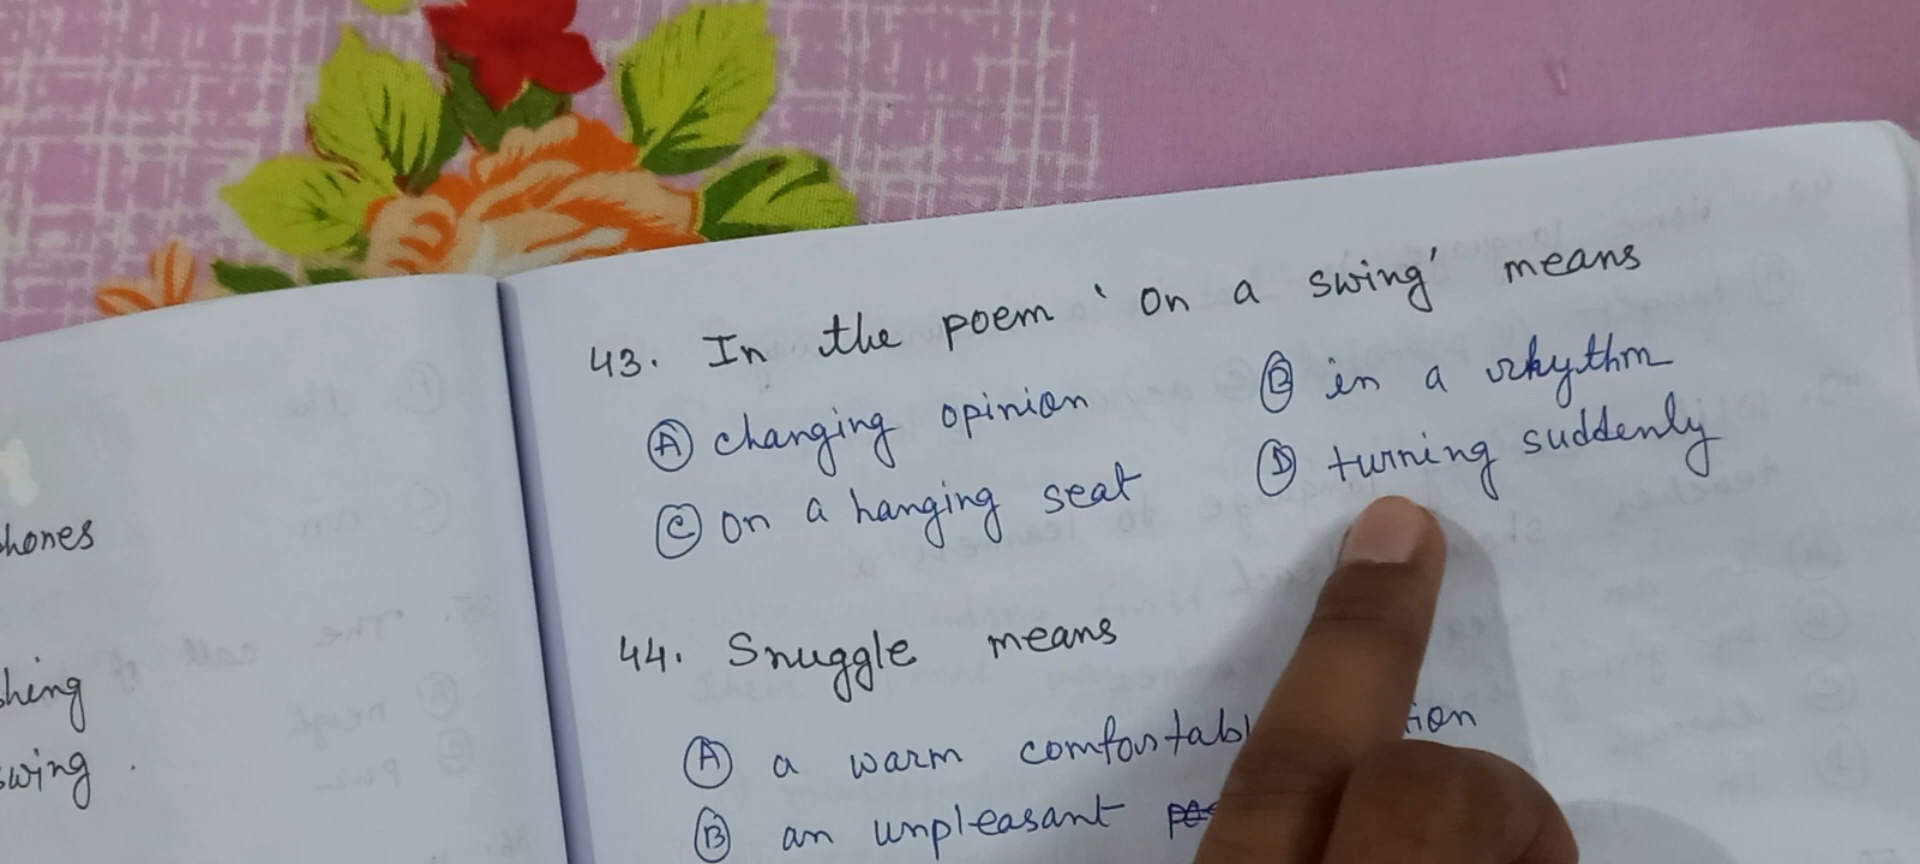 hones
hing
swing.
43. In the poem 'on a swing' means
Ⓐ changing opinion Ⓑ in a rhythm
Ⓒ on a hanging seat Ⓓ turning suddenly
44. Snuggle means
Ⓐ a warm comfortabl ion
Ⓑ an unpleasant